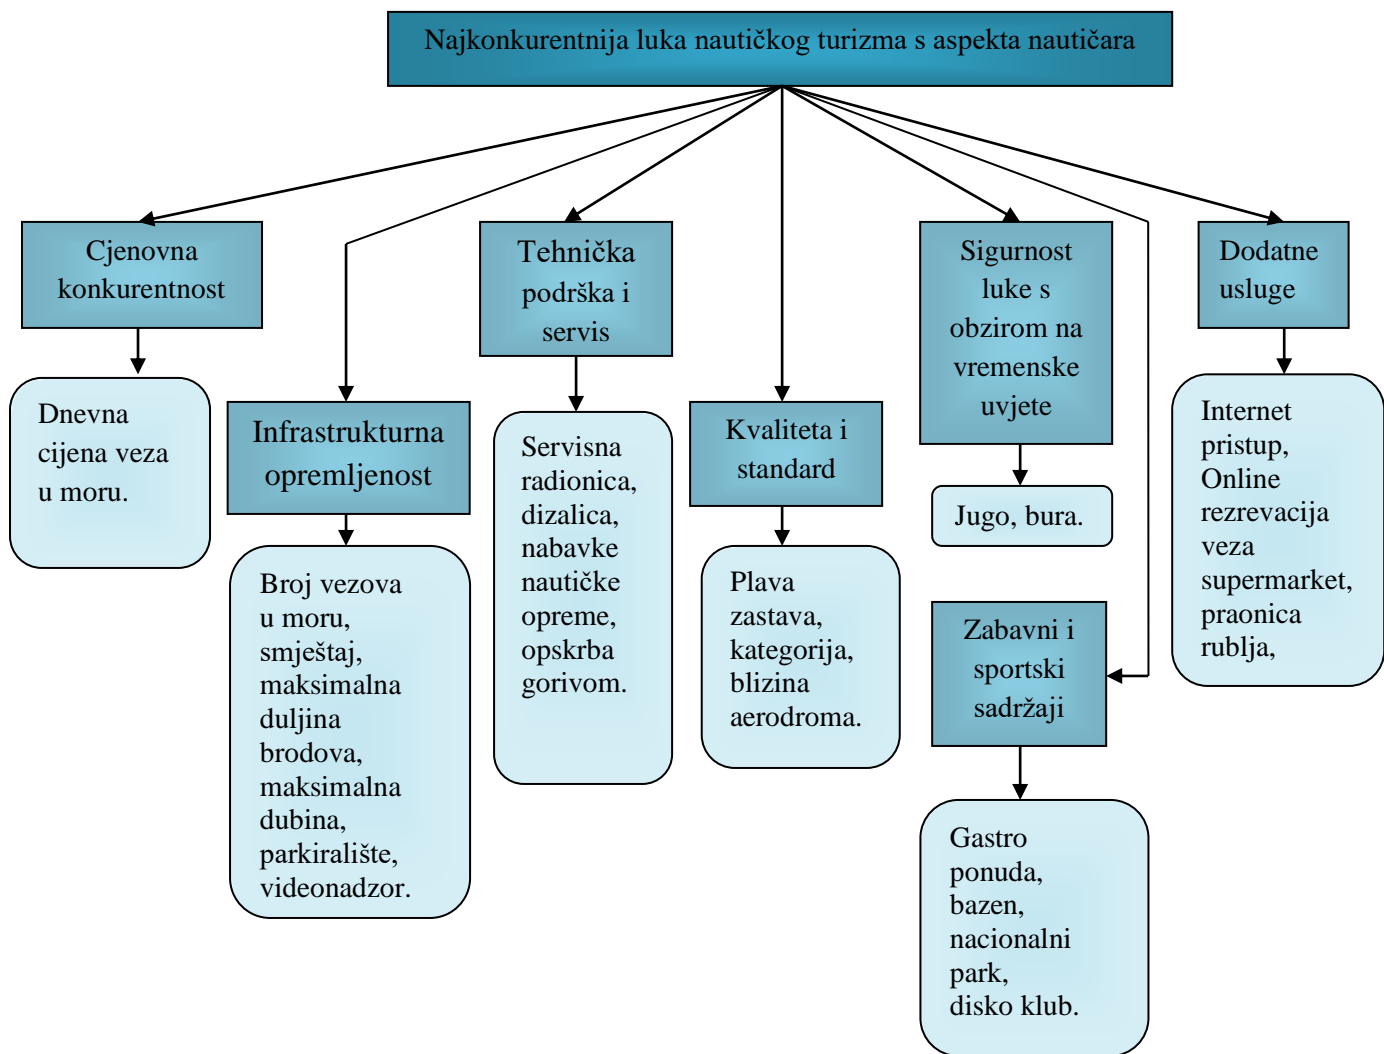 Najkonkurentnija luka nautičkog turizma s aspekta nautičara
Cjenovna
konkurentnost
Dnevna
cijena veza
u moru.
Infrastrukturna
opremljenost
Broj vezova
u moru,
smještaj,
maksimalna
duljina
brodova,
maksimalna
dubina,
parkiralište,
videonadzor.
Tehnička
podrška i
servis
Servisna
radionica,
dizalica,
nabavke
nautičke
opreme,
opskrba
gorivom.
Kvaliteta i
standard
Plava
zastava,
kategorija,
blizina
aerodroma.
Sigurnost
luke s
obzirom na
vremenske
uvjete
Jugo, bura.
Zabavni i
sportski
sadržaji
Gastro
ponuda,
bazen,
nacionalni
park,
disko klub.
Dodatne
usluge
Internet
pristup,
Online
rezrevacija
veza
supermarket,
praonica
rublja,